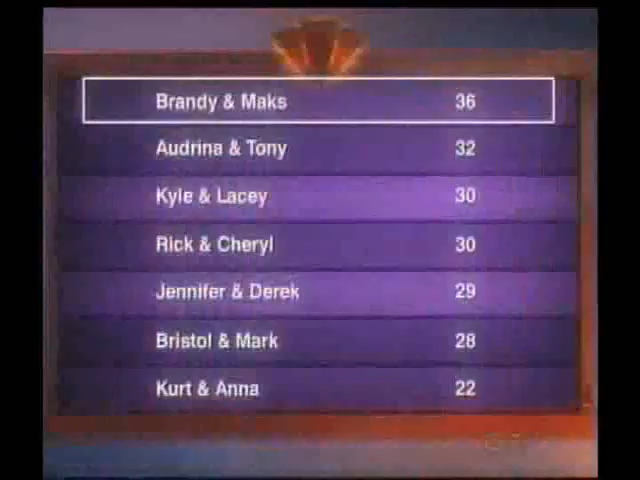 Brandy & Maks 36
Audrina & Tony 32
Kyle & Lacey 30
Rick & Cheryl 30
Jennifer & Derek 29
Bristol & Mark 28
Kurt & Anna 22